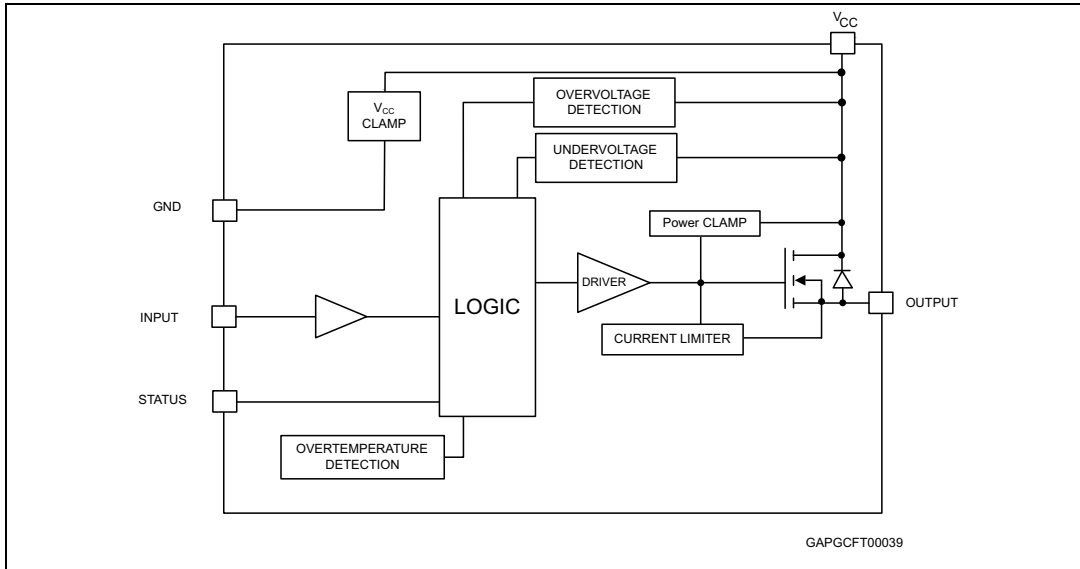 VCC
VCC
CLAMP
OVERVOLTAGE
DETECTION
UNDERVOLTAGE
DETECTION
GND
Power CLAMP
LOGIC
DRIVER
INPUT
OUTPUT
CURRENT LIMITER
STATUS
OVERTEMPERATURE
DETECTION
GAPGCFT00039